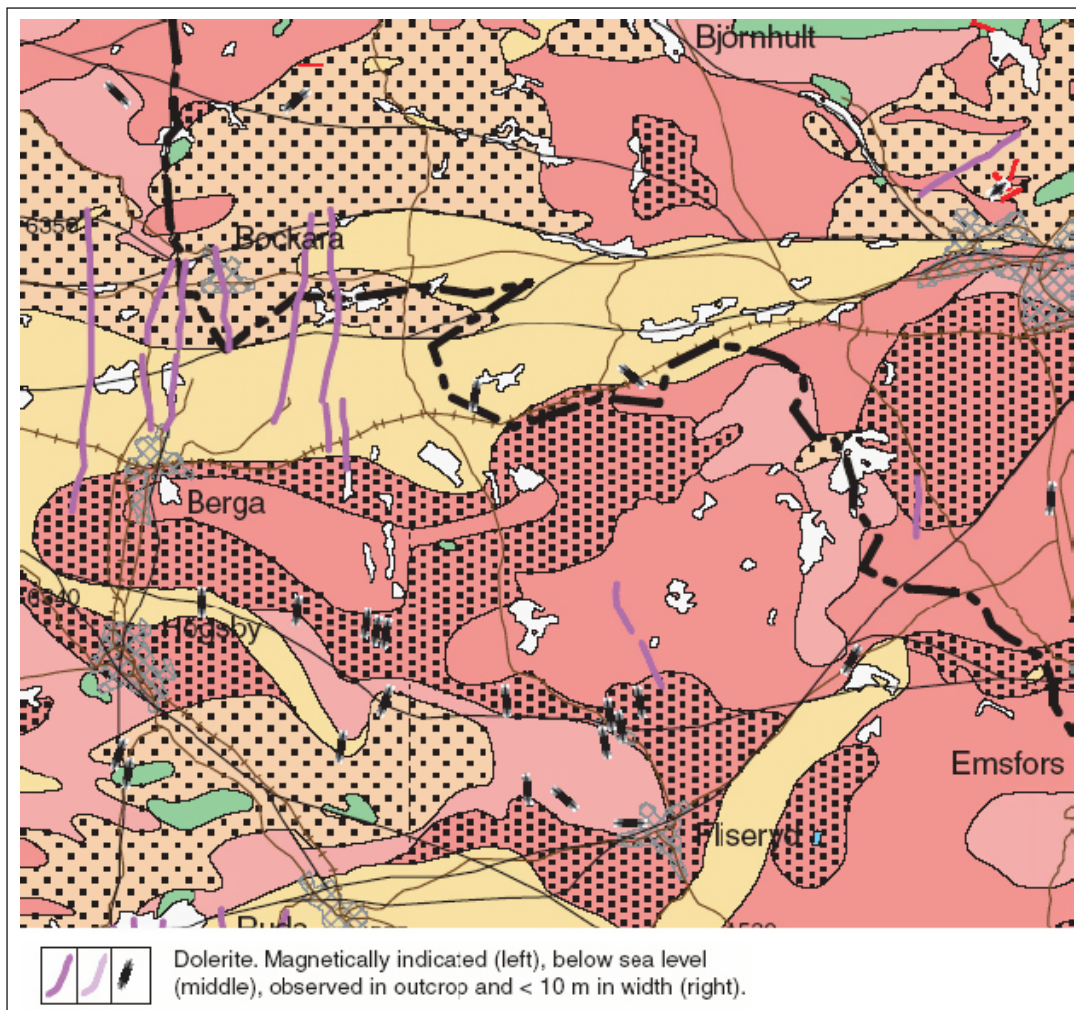 Björnhult
6350
Bockara
Berga
6340
Högsby
Emsfors
Fliseryd
Ruda
Dolerite. Magnetically indicated (left), below sea level
(middle), observed in outcrop and < 10 m in width (right).